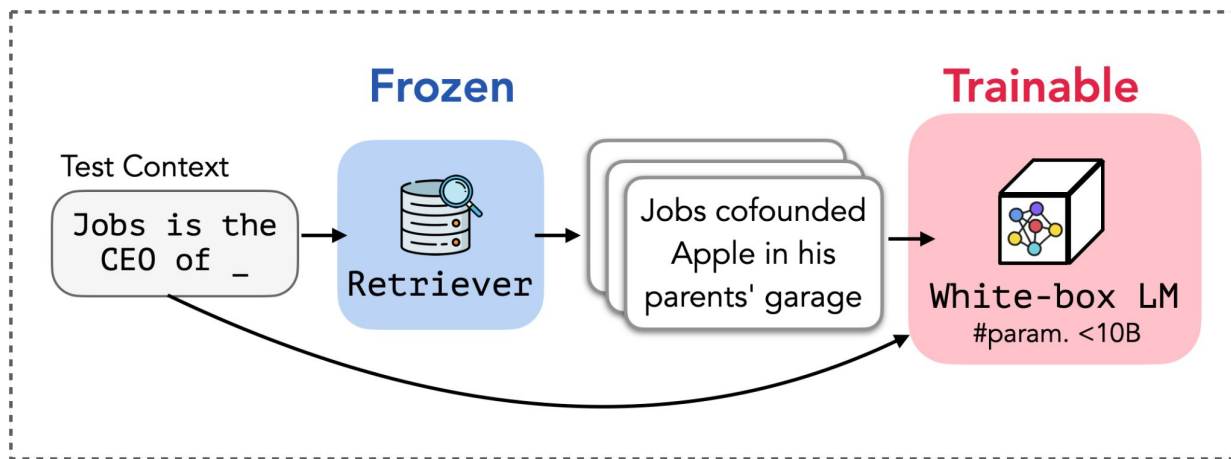 Frozen
Trainable
Test Context
Jobs is the
CEO of _
Retriever
Jobs cofounded
Apple in his
parents' garage
White-box LM
#param. <10B